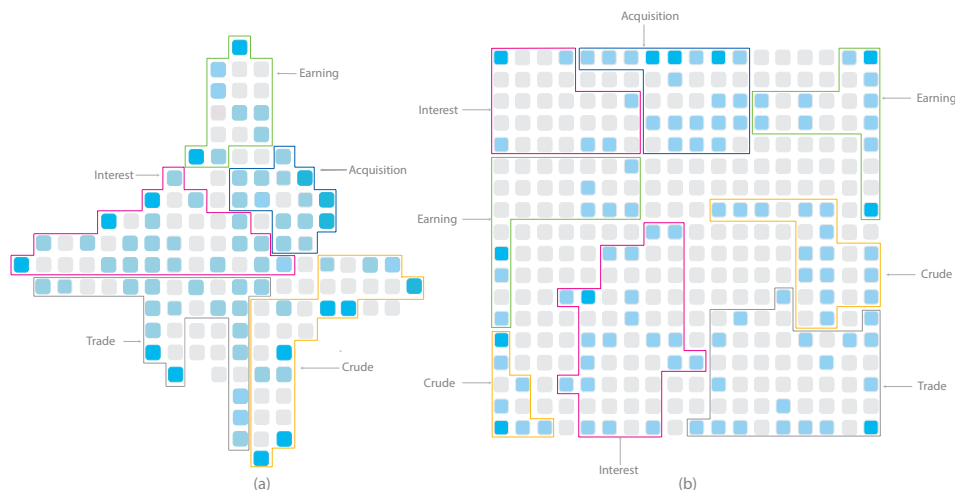 Earning
Interest
Acquisition
Trade
Crude
(a)
Acquisition
Interest
Earning
Earning
Crude
Crude
Trade
Interest
(b)